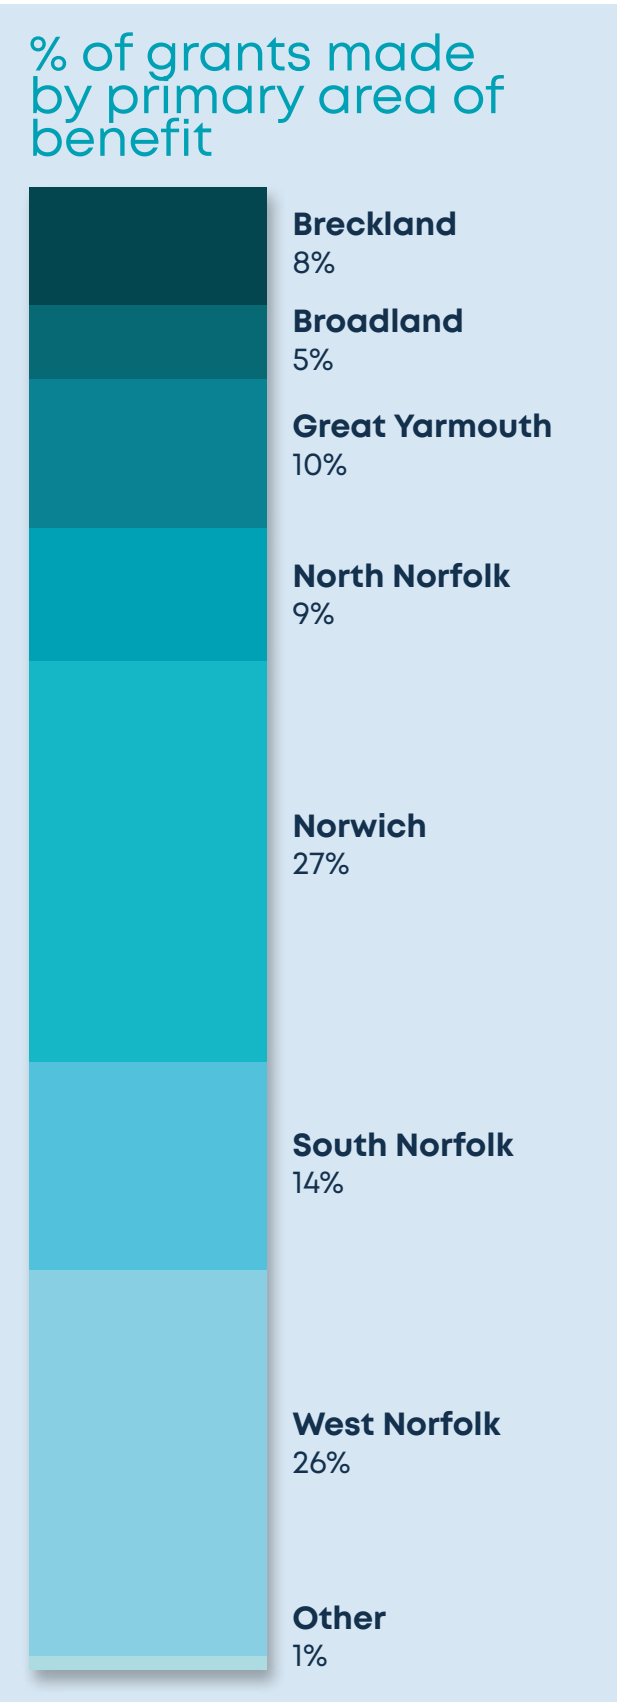 % of grants made
by primary area of
benefit
Breckland
8%
Broadland
5%
Great Yarmouth
10%
North Norfolk
9%
Norwich
27%
South Norfolk
14%
West Norfolk
26%
Other
1%